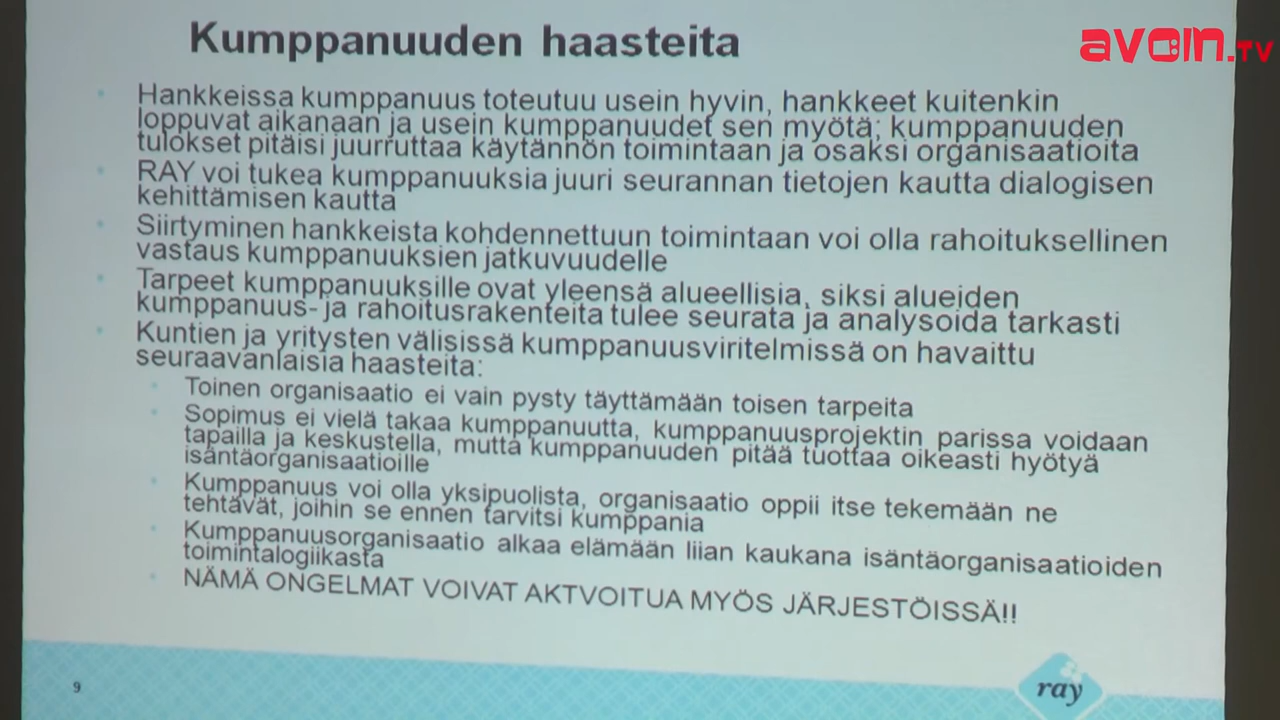 Kumppanuuden haasteita
avoin.TV
Hankkeissa kumppanuus toteutuu usein hyvin, hankkeet kuitenkin
loppuvat aikanaan ja usein kumppanuudet sen myötä; kumppanuuden
tulokset pitäisi juurruttaa käytännön toimintaan ja osaksi organisaatioita
RAY voi tukea kumppanuuksia juuri seurannan tietojen kautta dialogisen
kehittämisen kautta
Siirtyminen hankkeista kohdennettuun toimintaan voi olla rahoituksellinen
vastaus kumppanuuksien jatkuvuudelle
Tarpeet kumppanuuksille ovat yleensä alueellisia, siksi alueiden
kumppanuus- ja rahoitusrakenteita tulee seurata ja analysoida tarkasti
Kuntien ja yritysten välisissä kumppanuusviritelmissä on havaittu
seuraavanlaisia haasteita:
Toinen organisaatio ei vain pysty täyttämään toisen tarpeita
Sopimus ei vielä takaa kumppanuutta, kumppanuusprojektin parissa voidaan
tapailla ja keskustella, mutta kumppanuuden pitää tuottaa oikeasti hyötyä
isäntäorganisaatioille
Kumppanuus voi olla yksipuolista, organisaatio oppii itse tekemään ne
tehtävät, joihin se ennen tarvitsi kumppania
Kumppanuusorganisaatio alkaa elämään liian kaukana isäntäorganisaatioiden
toimintalogiikasta
NÄMÄ ONGELMAT VOIVAT AKTVOITUA MYÖS JÄRJESTÖISSÄ!!
9
ray